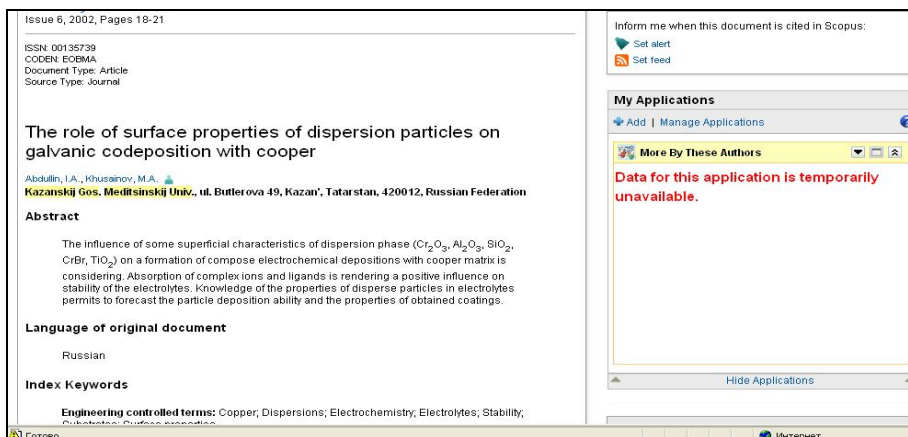 Issue 6, 2002, Pages 18-21
ISSN: 00135739
CODEN: EOBMA
Document Type: Article
Source Type: Journal
The role of surface properties of dispersion particles on
galvanic codeposition with cooper
Abdullin, I.A., Khusainov, M.A.
Kazanskij Gos. Meditsinskij Univ., ul. Butlerova 49, Kazan', Tatarstan, 420012, Russian Federation
Abstract
The influence of some superficial characteristics of dispersion phase (Cr₂O₃, Al₂O₃, SiO₂,
CrBr, TiO₂) on a formation of compose electrochemical depositions with cooper matrix is
considering. Absorption of complex ions and ligands is rendering a positive influence on
stability of the electrolytes. Knowledge of the properties of disperse particles in electrolytes
permits to forecast the particle deposition ability and the properties of obtained coatings.
Language of original document
Russian
Index Keywords
Engineering controlled terms: Copper; Dispersions; Electrochemistry; Electrolytes; Stability;
Substrates; Surface properties
Inform me when this document is cited in Scopus:
Set alert
Set feed
My Applications
Add | Manage Applications
More By These Authors
Data for this application is temporarily
unavailable.
Hide Applications
Готово
Интернет